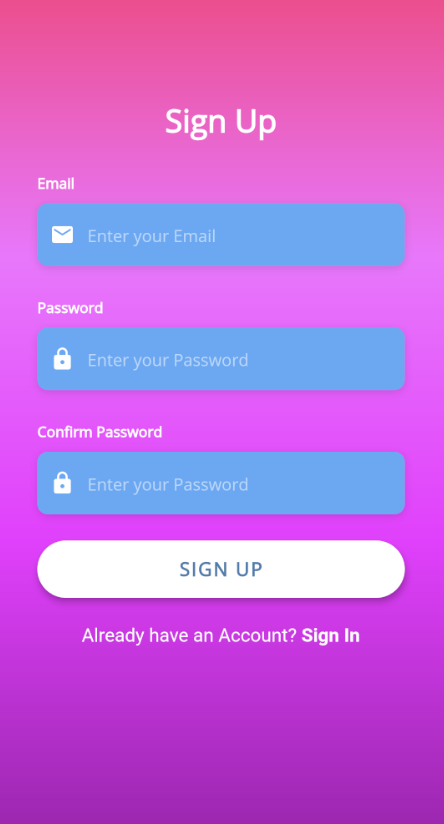 Sign Up
Email
Enter your Email
Password
Enter your Password
Confirm Password
Enter your Password
SIGN UP
Already have an Account? Sign In